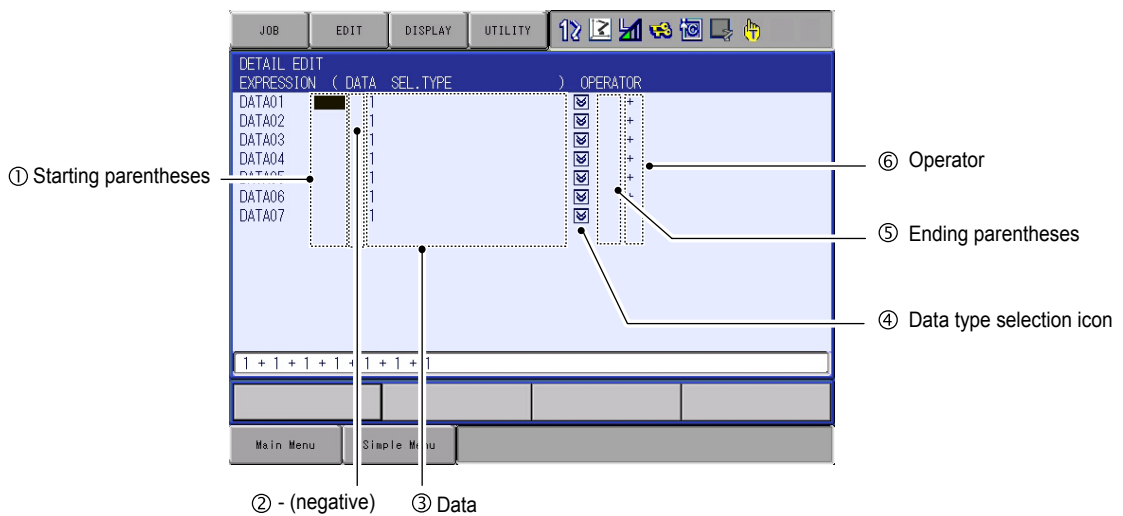 JOB EDIT DISPLAY UTILITY
DETAIL EDIT
EXPRESSION ( DATA SEL.TYPE ) OPERATOR
DATA01 1 +
DATA02 1 +
DATA03 1 +
DATA04 1 +
DATA05 1 +
DATA06 1 +
DATA07 1
① Starting parentheses
⑥ Operator
⑤ Ending parentheses
④ Data type selection icon
1 + 1 + 1 + 1 + 1 + 1 + 1
Main Menu Simple Menu
② - (negative) ③ Data